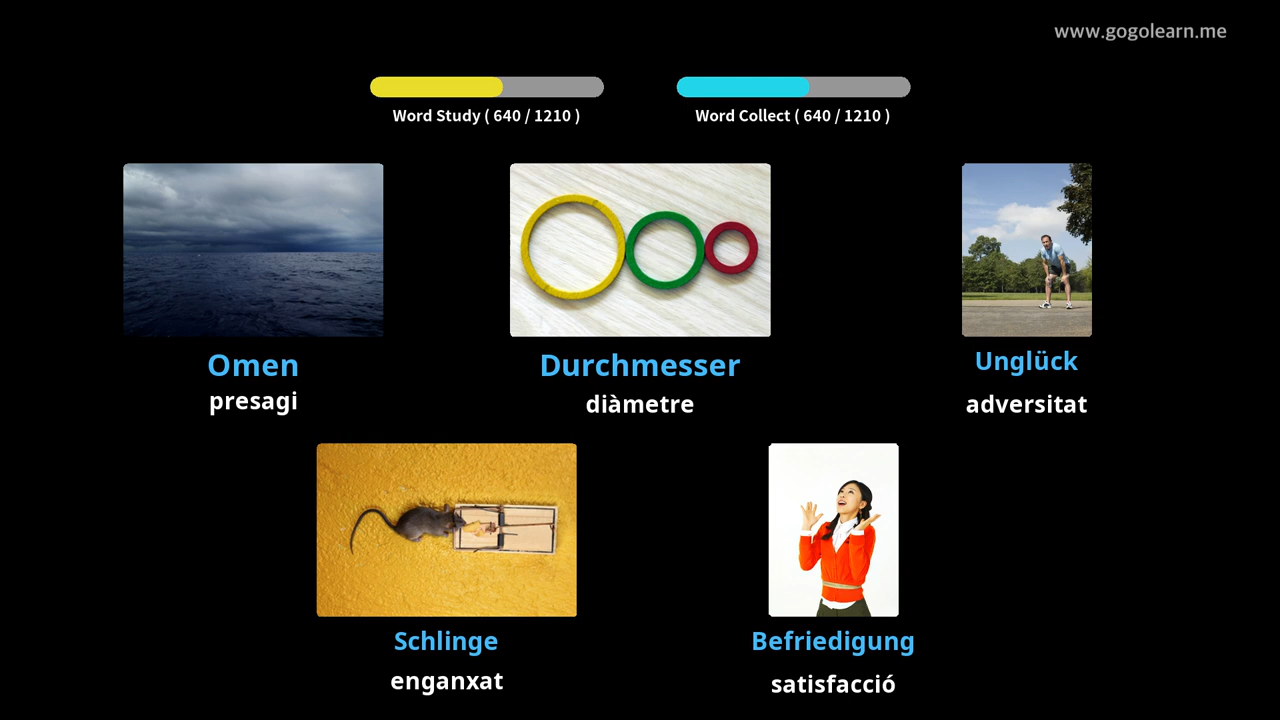 www.gogolearn.me
Word Study ( 640 / 1210 )
Word Collect ( 640 / 1210 )
Omen
presagi
Durchmesser
diàmetre
Unglück
adversitat
Schlinge
enganxat
Befriedigung
satisfacció